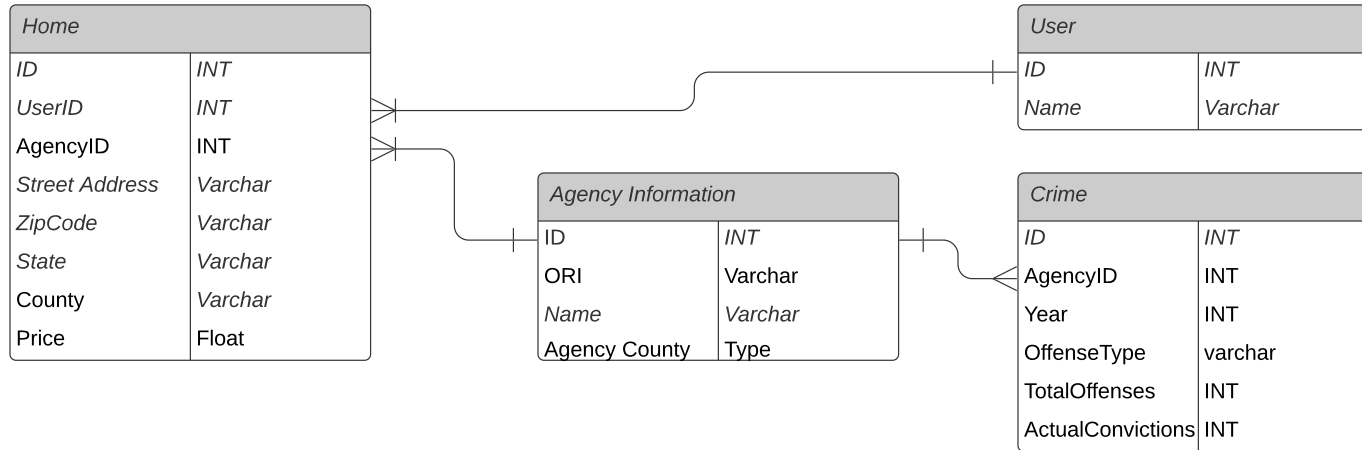 Home
ID INT
UserID INT
AgencyID INT
Street Address Varchar
ZipCode Varchar
State Varchar
County Varchar
Price Float
Agency Information
ID INT
ORI Varchar
Name Varchar
Agency County Type
User
ID INT
Name Varchar
Crime
ID INT
AgencyID INT
Year INT
OffenseType varchar
TotalOffenses INT
ActualConvictions INT